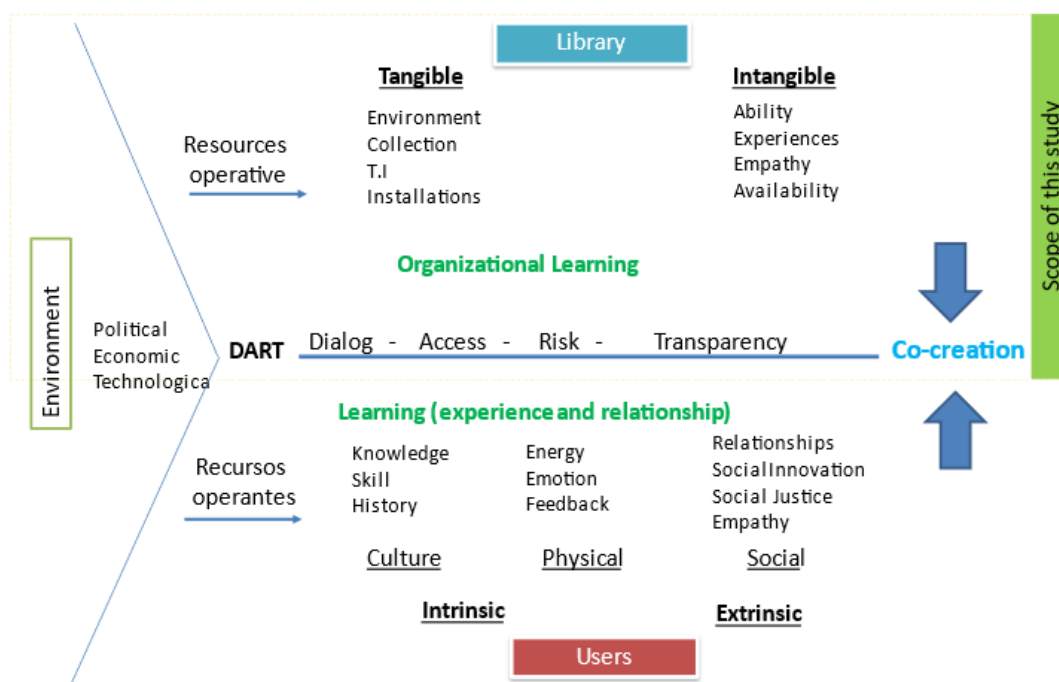 Library
Tangible
Intangible
Environment
Collection
T.I
Installations
Ability
Experiences
Empathy
Availability
Resources
operative
Scope of this study
Organizational Learning
Environment
Political
Economic
Technologica
DART
Dialog - Access - Risk - Transparency
Co-creation
Learning (experience and relationship)
Recursos
operantes
Knowledge
Skill
History
Energy
Emotion
Feedback
Relationships
Social Innovation
Social Justice
Empathy
Culture
Physical
Social
Intrinsic
Extrinsic
Users